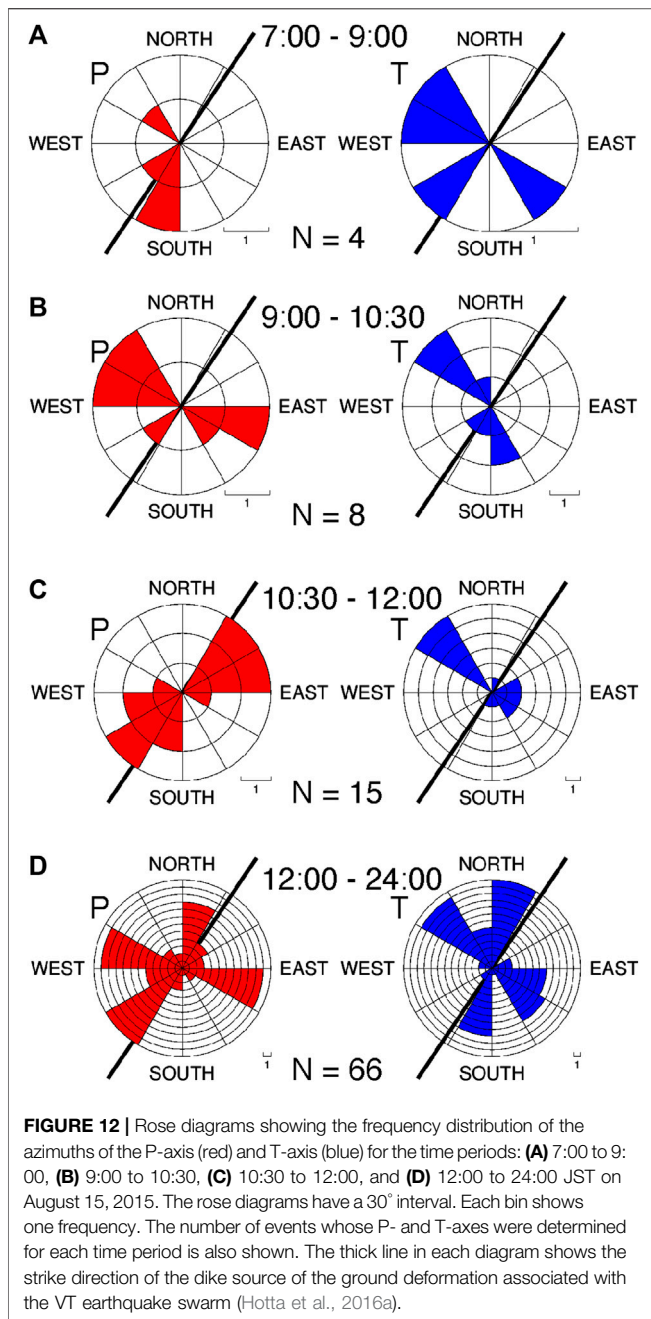 A
NORTH
7:00 - 9:00
P
T
WEST
EAST
WEST
EAST
SOUTH
1
N = 4
SOUTH
1
B
NORTH
9:00 - 10:30
NORTH
P
T
WEST
EAST
WEST
EAST
SOUTH
1
N = 8
SOUTH
1
C
NORTH
10:30 - 12:00
NORTH
P
T
WEST
EAST
WEST
EAST
SOUTH
1
N = 15
SOUTH
1
D
NORTH
12:00 - 24:00
NORTH
P
T
WEST
EAST
WEST
EAST
SOUTH
1
N = 66
SOUTH
1
FIGURE 12 | Rose diagrams showing the frequency distribution of the
azimuths of the P-axis (red) and T-axis (blue) for the time periods: (A) 7:00 to 9:
00, (B) 9:00 to 10:30, (C) 10:30 to 12:00, and (D) 12:00 to 24:00 JST on
August 15, 2015. The rose diagrams have a 30° interval. Each bin shows
one frequency. The number of events whose P- and T-axes were determined
for each time period is also shown. The thick line in each diagram shows the
strike direction of the dike source of the ground deformation associated with
the VT earthquake swarm (Hotta et al., 2016a).